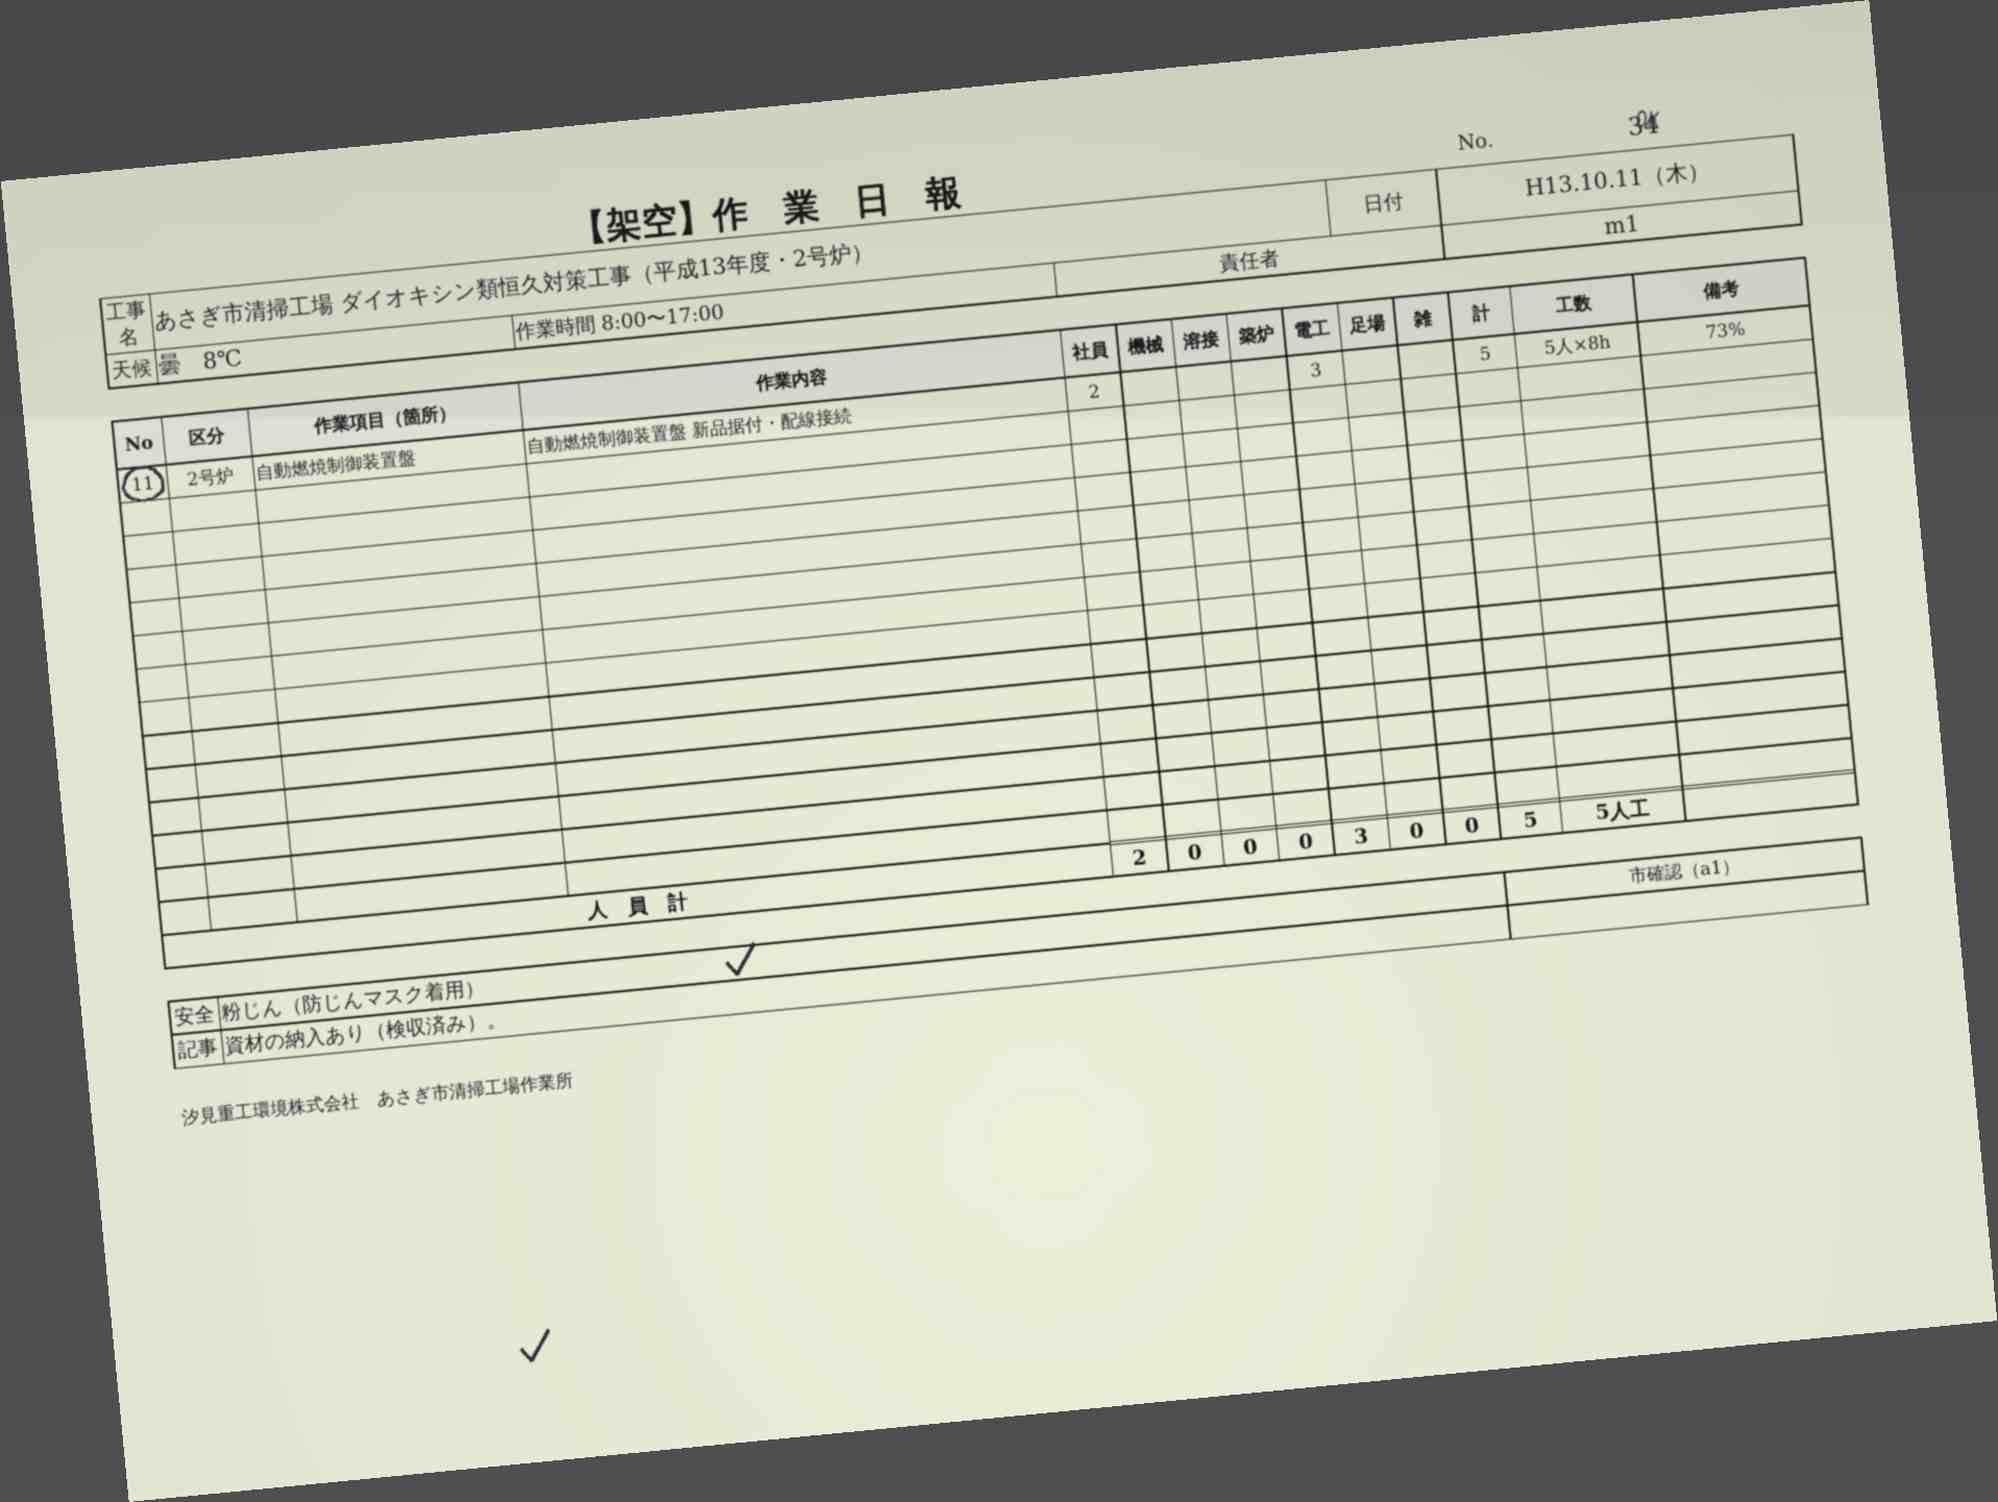 No. 34
【架空】作 業 日 報
工事名 あさぎ市清掃工場 ダイオキシン類恒久対策工事（平成13年度・2号炉） 日付 H13.10.11（木）
天候 曇 8℃ 作業時間 8:00〜17:00 責任者 m1
No 区分 作業項目（箇所） 作業内容 社員 機械 溶接 築炉 電工 足場 雑 計 工数 備考
11 2号炉 自動燃焼制御装置盤 自動燃焼制御装置盤 新品据付・配線接続 2 3 5 5人×8h 73%
人 員 計 2 0 0 0 3 0 0 5 5人工
安全 粉じん（防じんマスク着用） 市確認（a1）
記事 資材の納入あり（検収済み）。
汐見重工環境株式会社 あさぎ市清掃工場作業所